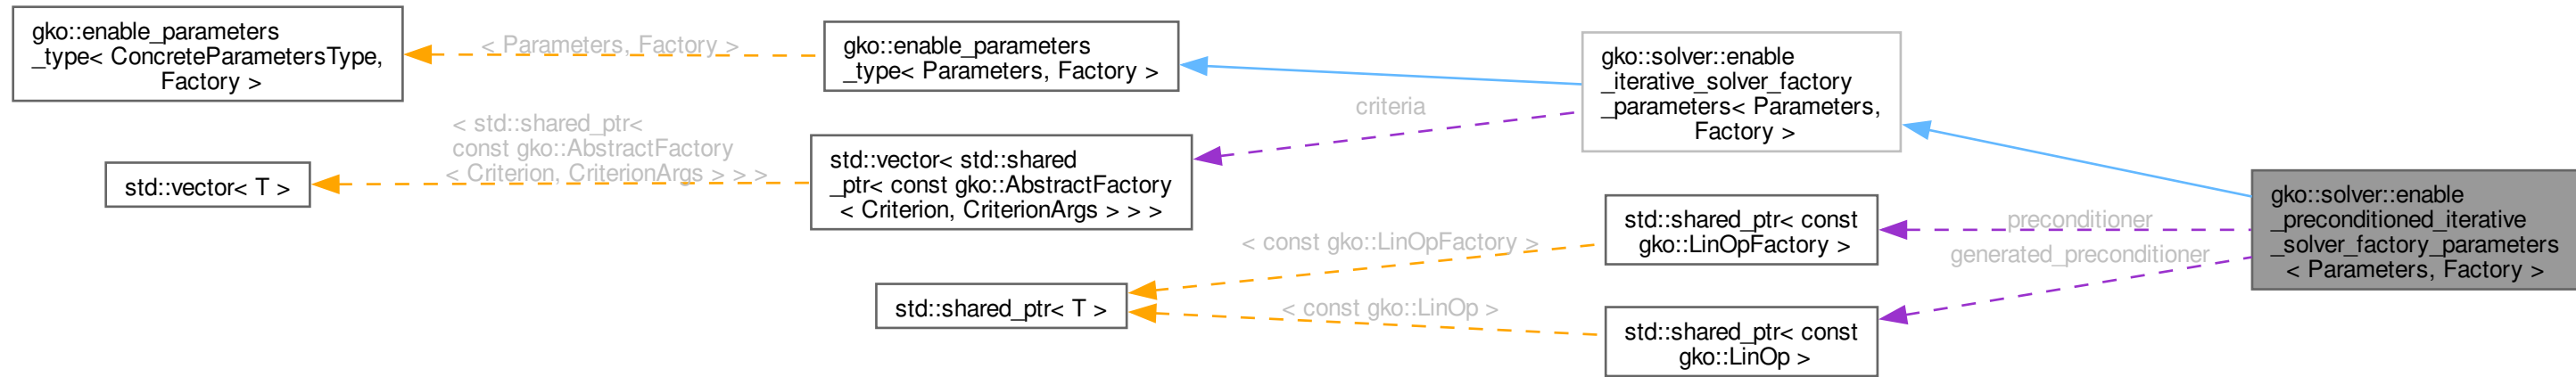 gko::enable_parameters
_type< ConcreteParametersType,
Factory >
< Parameters, Factory >
gko::enable_parameters
_type< Parameters, Factory >
gko::solver::enable
_iterative_solver_factory
_parameters< Parameters,
Factory >
criteria
< std::shared_ptr<
const gko::AbstractFactory
< Criterion, CriterionArgs > > >
std::vector< T >
std::vector< std::shared
_ptr< const gko::AbstractFactory
< Criterion, CriterionArgs > > >
gko::solver::enable
_preconditioned_iterative
_solver_factory_parameters
< Parameters, Factory >
preconditioner
generated_preconditioner
std::shared_ptr< const
gko::LinOpFactory >
< const gko::LinOpFactory >
std::shared_ptr< T >
< const gko::LinOp >
std::shared_ptr< const
gko::LinOp >